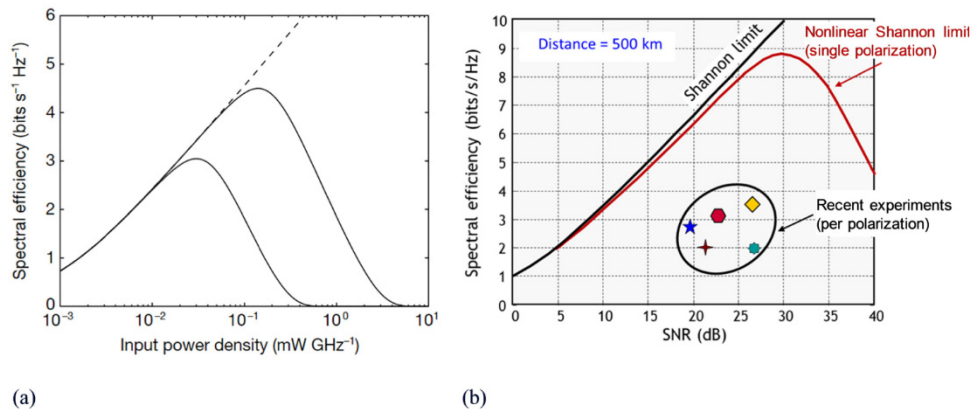 6
5
4
3
2
1
0
Spectral efficiency (bits s⁻¹ Hz⁻¹)
10⁻³ 10⁻² 10⁻¹ 10⁰ 10¹
Input power density (mW GHz⁻¹)
(a)
10
9
8
7
6
5
4
3
2
1
0
Spectral efficiency (bits/s/Hz)
Distance = 500 km
Shannon limit
Nonlinear Shannon limit
(single polarization)
Recent experiments
(per polarization)
0 5 10 15 20 25 30 35 40
SNR (dB)
(b)